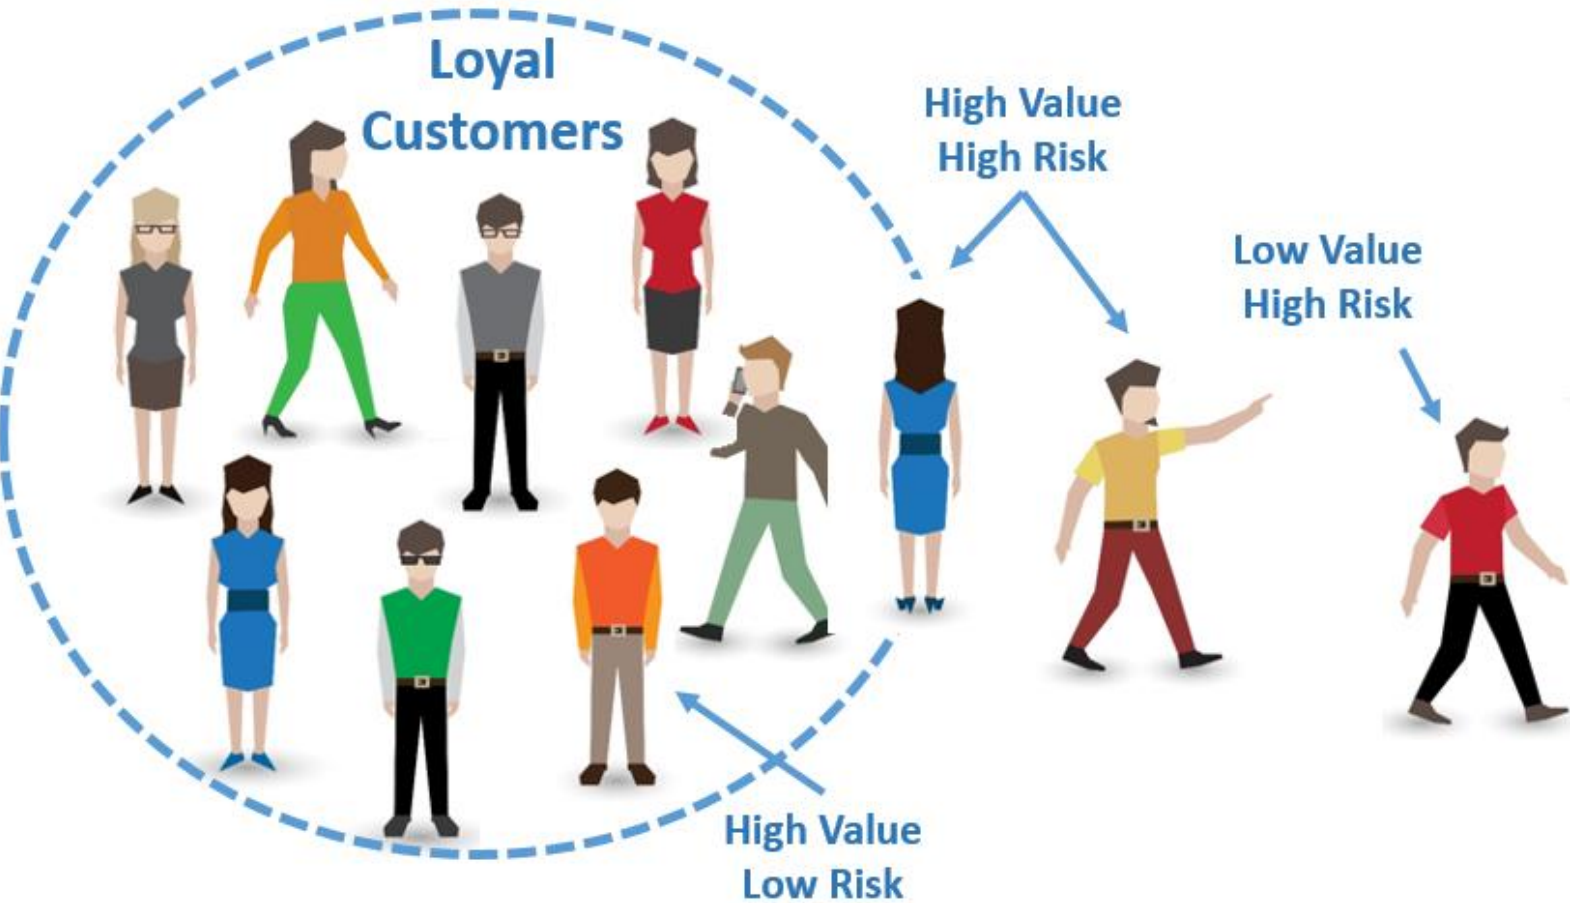 Loyal
Customers
High Value
High Risk
Low Value
High Risk
High Value
Low Risk